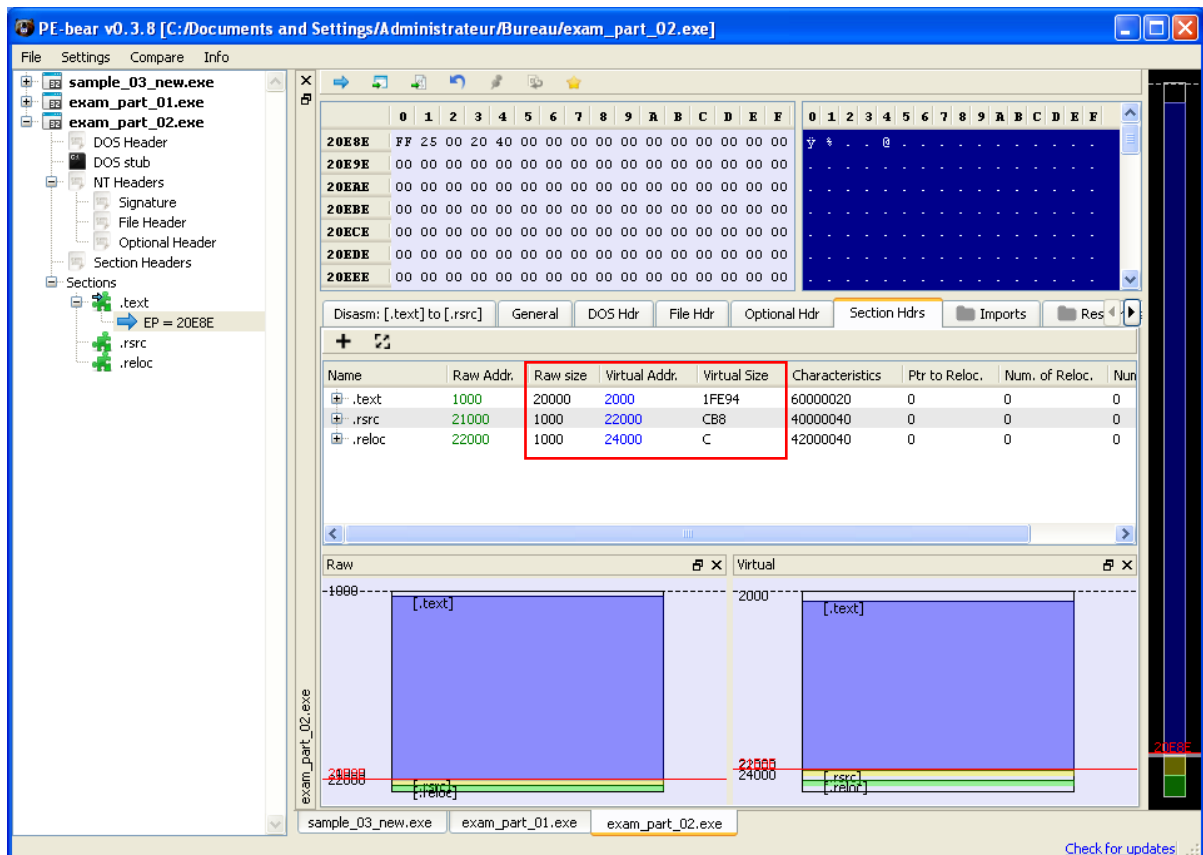 PE-bear v0.3.8 [C:/Documents and Settings/Administrateur/Bureau/exam_part_02.exe]
File Settings Compare Info
sample_03_new.exe
exam_part_01.exe
exam_part_02.exe
DOS Header
DOS stub
NT Headers
Signature
File Header
Optional Header
Section Headers
Sections
.text
EP = 20E8E
.rsrc
.reloc
exam_part_02.exe
0 1 2 3 4 5 6 7 8 9 A B C D E F
0 1 2 3 4 5 6 7 8 9 A B C D E F
20E8E FF 25 00 20 40 00 00 00 00 00 00 00 00 00 00 00 ÿ % . . @ . . . . . . . . . . .
20E9E 00 00 00 00 00 00 00 00 00 00 00 00 00 00 00 00 . . . . . . . . . . . . . . . .
20EAE 00 00 00 00 00 00 00 00 00 00 00 00 00 00 00 00 . . . . . . . . . . . . . . . .
20EBE 00 00 00 00 00 00 00 00 00 00 00 00 00 00 00 00 . . . . . . . . . . . . . . . .
20ECE 00 00 00 00 00 00 00 00 00 00 00 00 00 00 00 00 . . . . . . . . . . . . . . . .
20EDE 00 00 00 00 00 00 00 00 00 00 00 00 00 00 00 00 . . . . . . . . . . . . . . . .
20EEE 00 00 00 00 00 00 00 00 00 00 00 00 00 00 00 00 . . . . . . . . . . . . . . . .
Disasm: [.text] to [.rsrc] General DOS Hdr File Hdr Optional Hdr Section Hdrs Imports Res
Name Raw Addr. Raw size Virtual Addr. Virtual Size Characteristics Ptr to Reloc. Num. of Reloc. Num
.text 1000 20000 2000 1FE94 60000020 0 0 0
.rsrc 21000 1000 22000 CB8 40000040 0 0 0
.reloc 22000 1000 24000 C 42000040 0 0 0
Raw
1000
[.text]
22000
[.rsrc]
[.reloc]
Virtual
2000
[.text]
24000
[.rsrc]
[.reloc]
20E8E
sample_03_new.exe exam_part_01.exe exam_part_02.exe
Check for updates